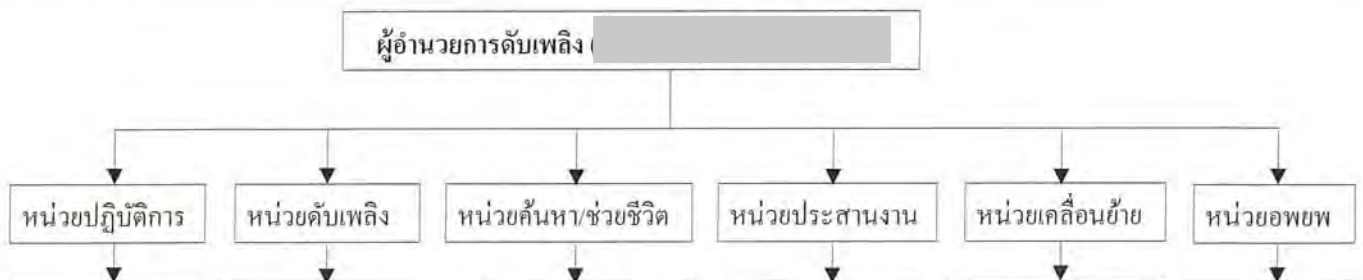 ผู้อำนวยการดับเพลิง (
หน่วยปฏิบัติการ หน่วยดับเพลิง หน่วยค้นหา/ช่วยชีวิต หน่วยประสานงาน หน่วยเคลื่อนย้าย หน่วยอพยพ